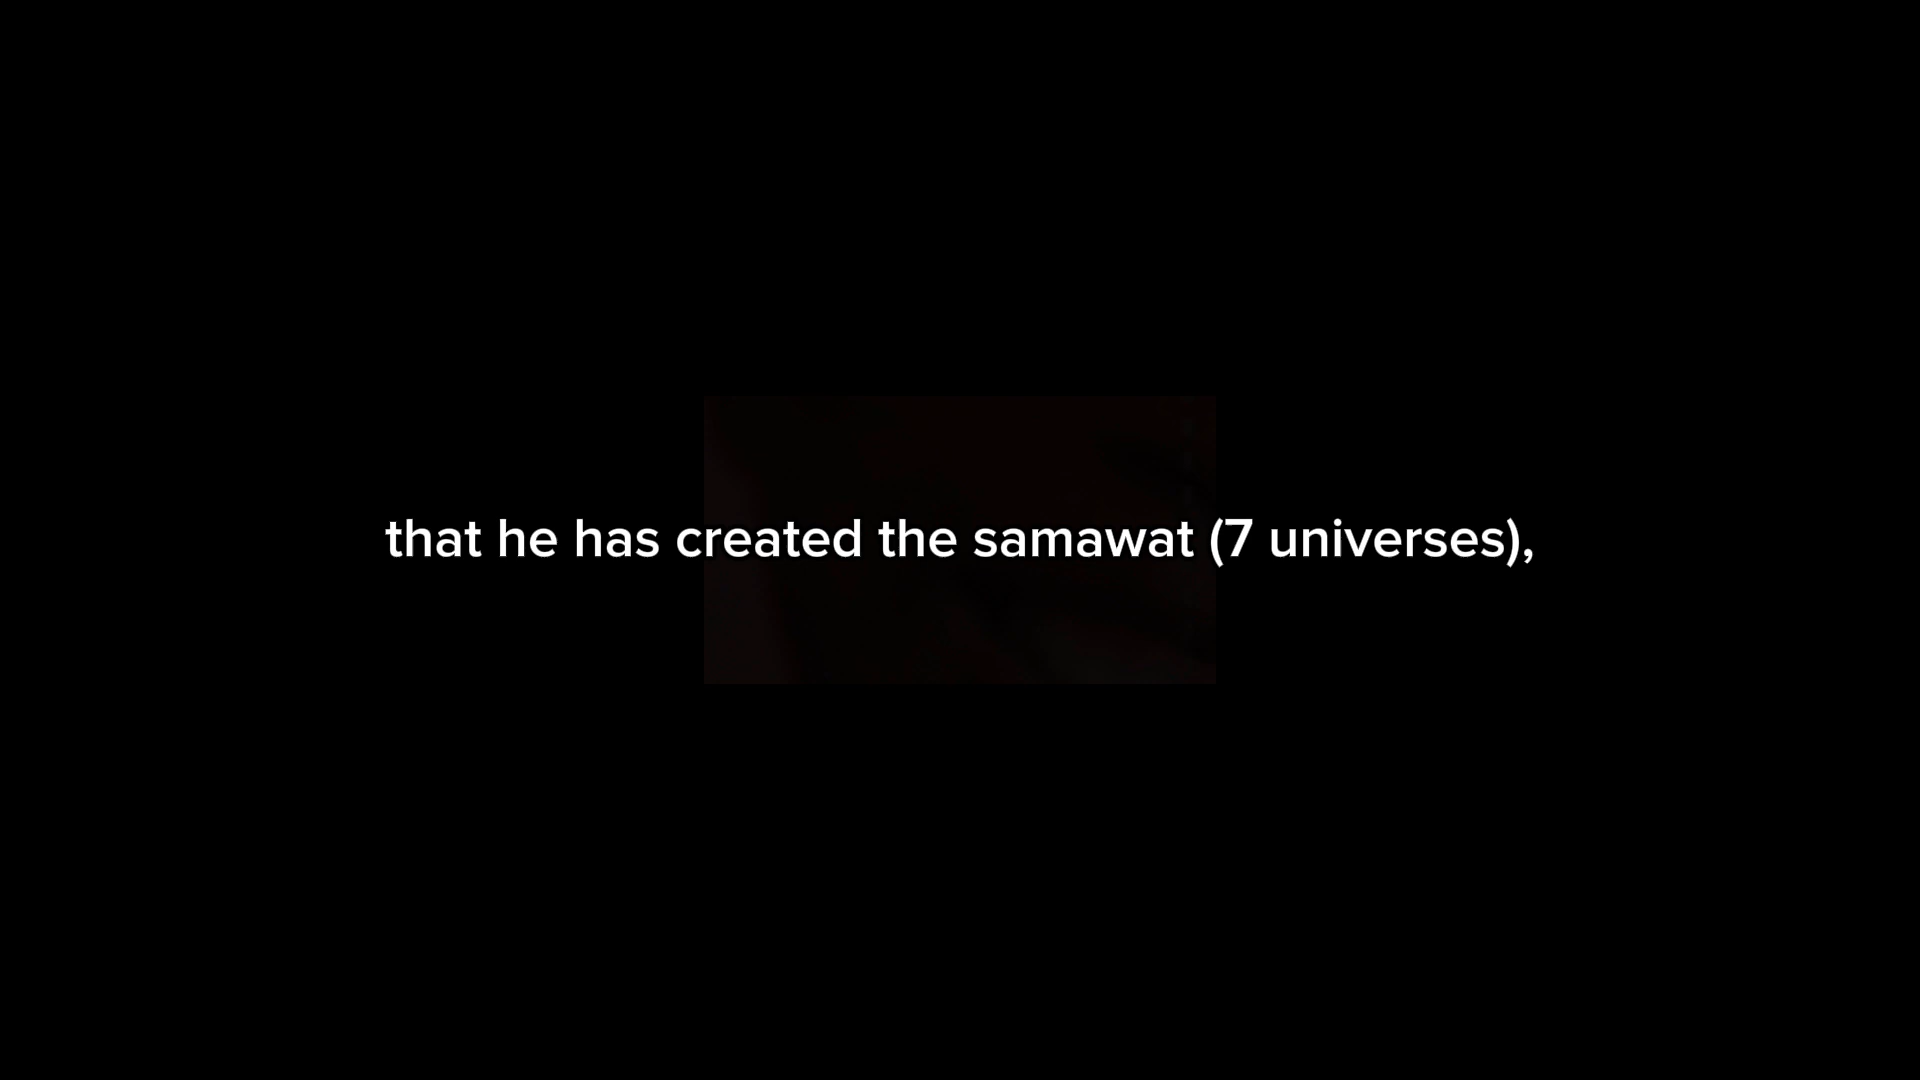 that he has created the samawat (7 universes),